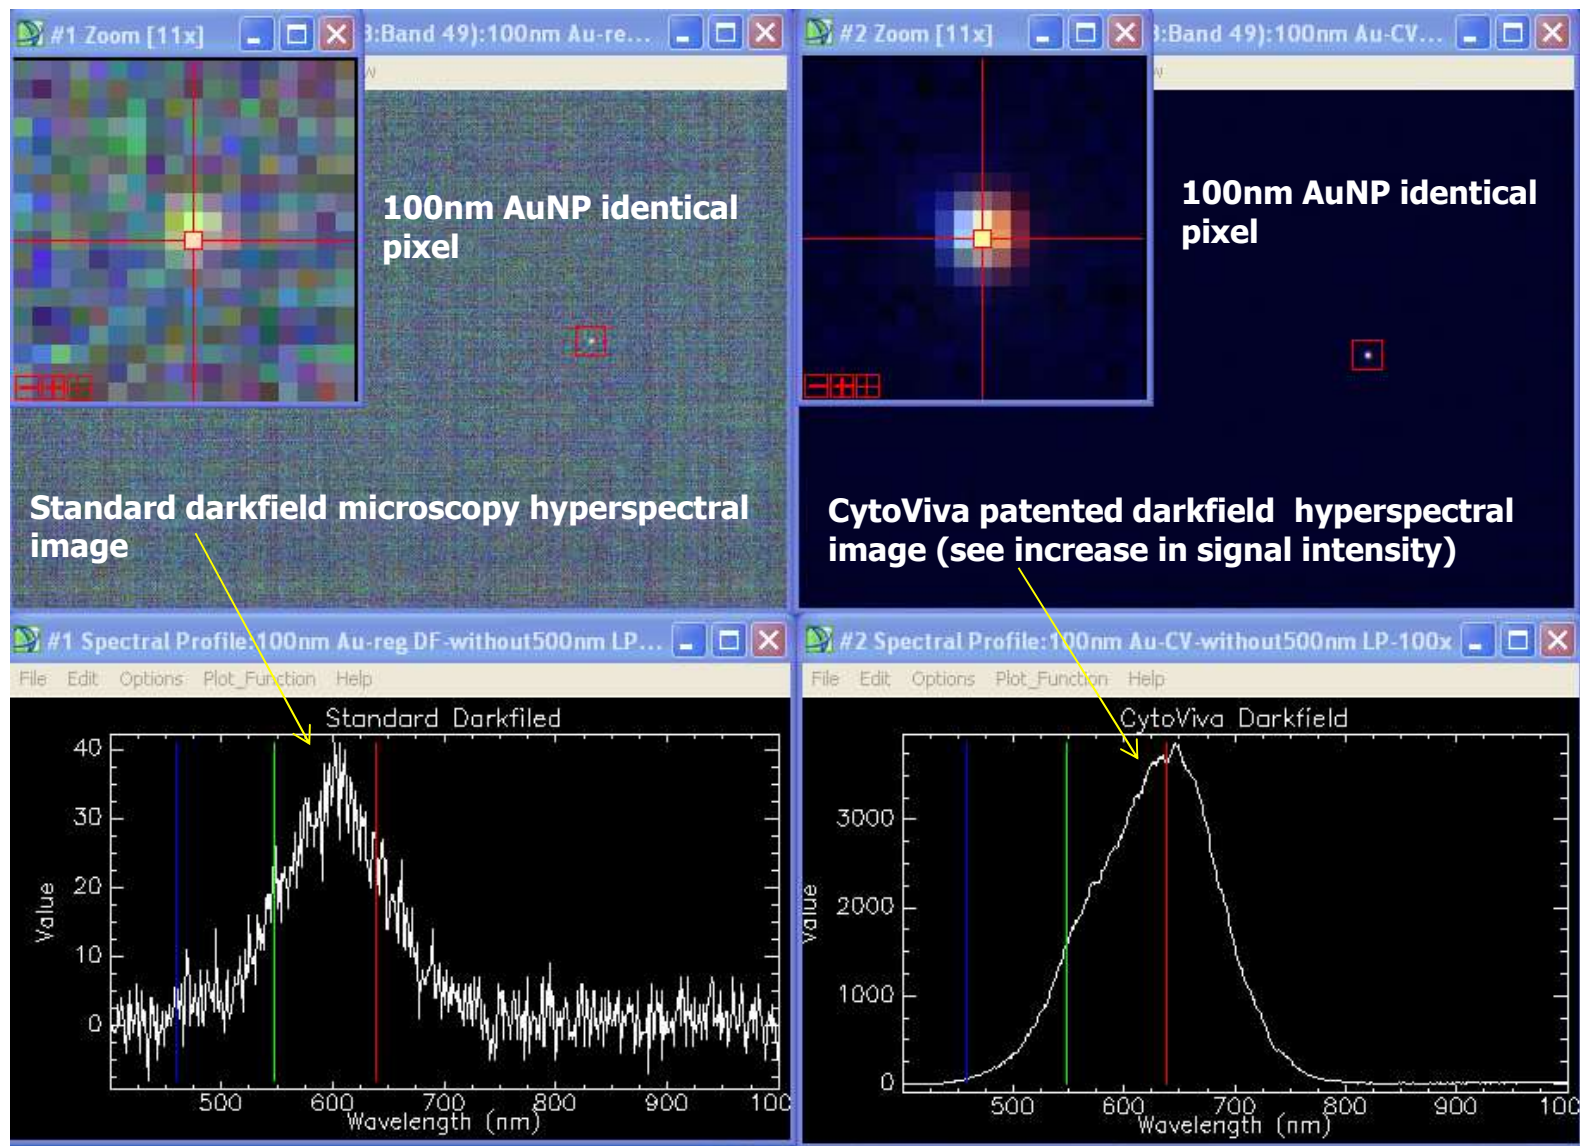 #1 Zoom [11x]
3:Band 49):100nm Au-re...
100nm AuNP identical
pixel
Standard darkfield microscopy hyperspectral
image
#2 Zoom [11x]
3:Band 49):100nm Au-CV...
100nm AuNP identical
pixel
CytoViva patented darkfield hyperspectral
image (see increase in signal intensity)
#1 Spectral Profile:100nm Au-reg DF-without500nm LP...
File Edit Options Plot_Function Help
Standard Darkfiled
40
30
20
10
0
Value
500 600 700 800 900 100
Wavelength (nm)
#2 Spectral Profile:100nm Au-CV-without500nm LP-100x
File Edit Options Plot_Function Help
CytoViva Darkfield
3000
2000
1000
0
Value
500 600 700 800 900 100
Wavelength (nm)